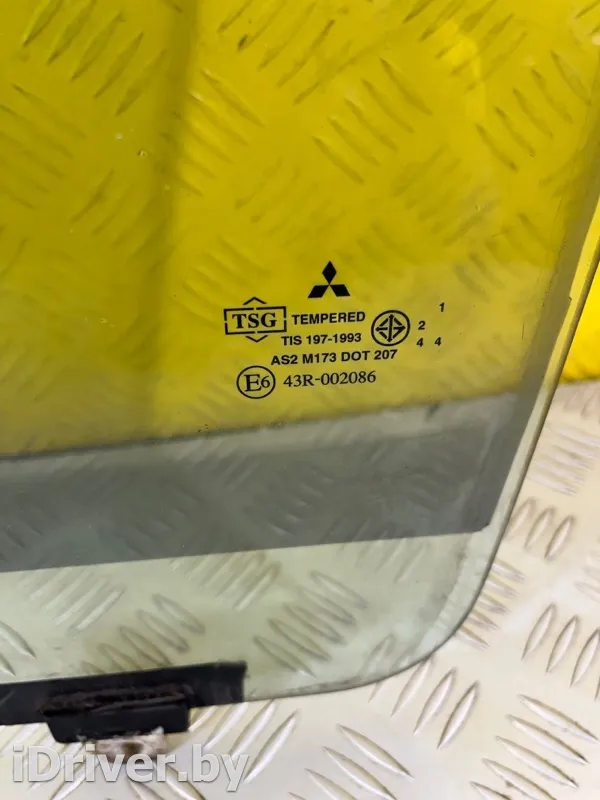 TSG TEMPERED
TIS 197-1993
AS2 M173 DOT 207
E6 43R-002086
1
2
4 4
iDriver.by